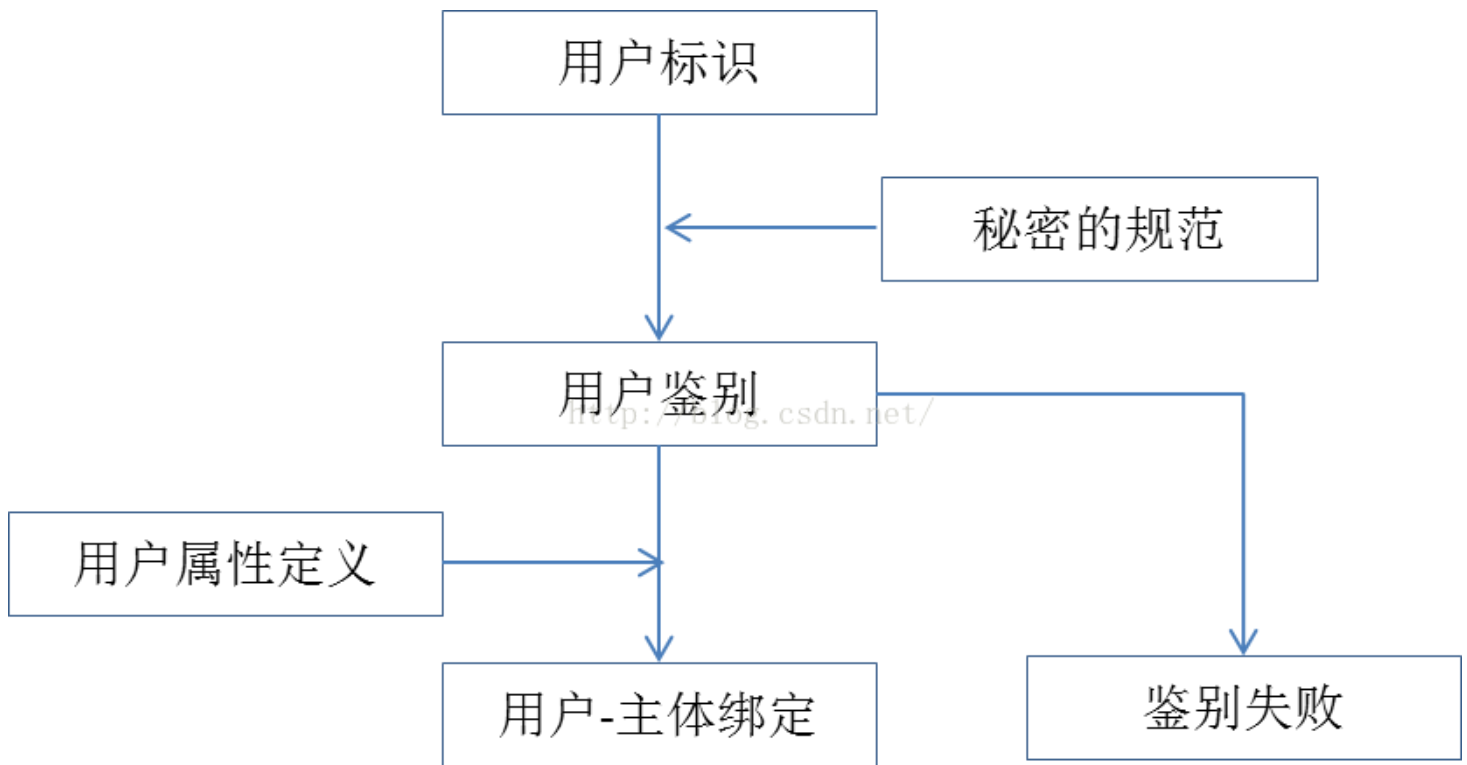 用户标识
秘密的规范
用户鉴别
http://blog.csdn.net/
用户属性定义
用户-主体绑定
鉴别失败